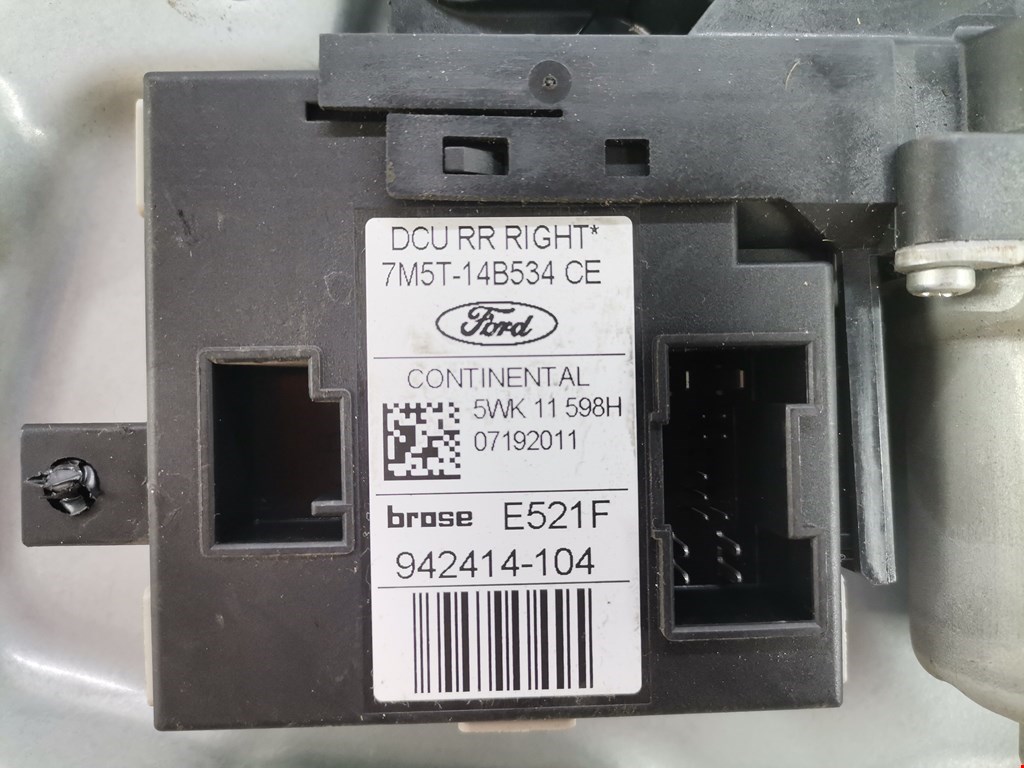 DCU RR RIGHT*
7M5T-14B534 CE
Ford
CONTINENTAL
5WK 11 598H
07192011
brose E521F
942414-104